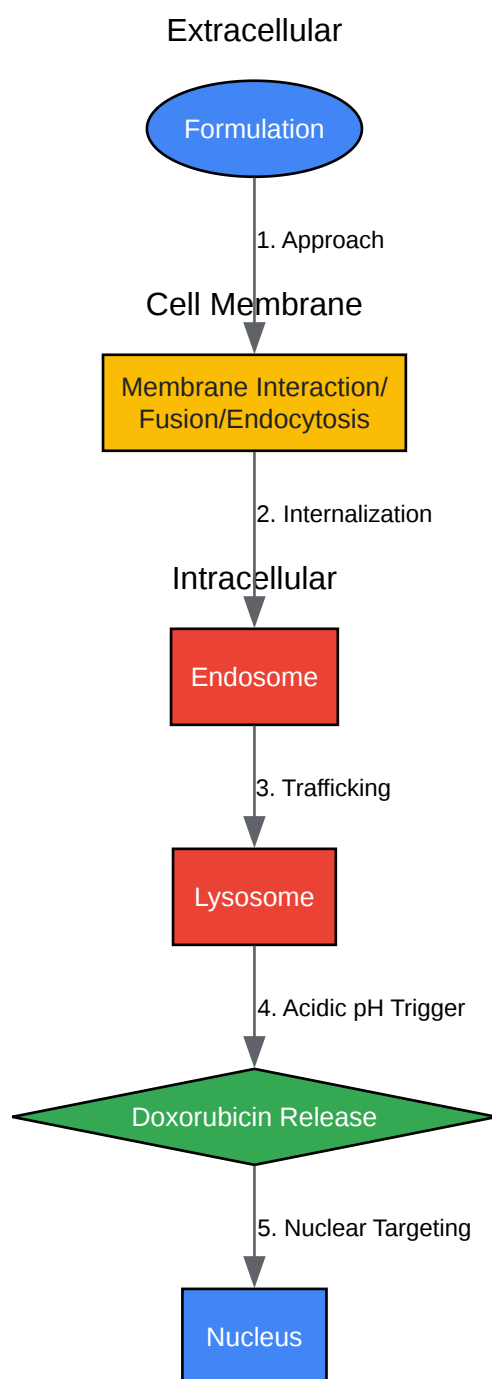 Extracellular
Formulation
1. Approach
Cell Membrane
Membrane Interaction/
Fusion/Endocytosis
2. Internalization
Intracellular
Endosome
3. Trafficking
Lysosome
4. Acidic pH Trigger
Doxorubicin Release
5. Nuclear Targeting
Nucleus